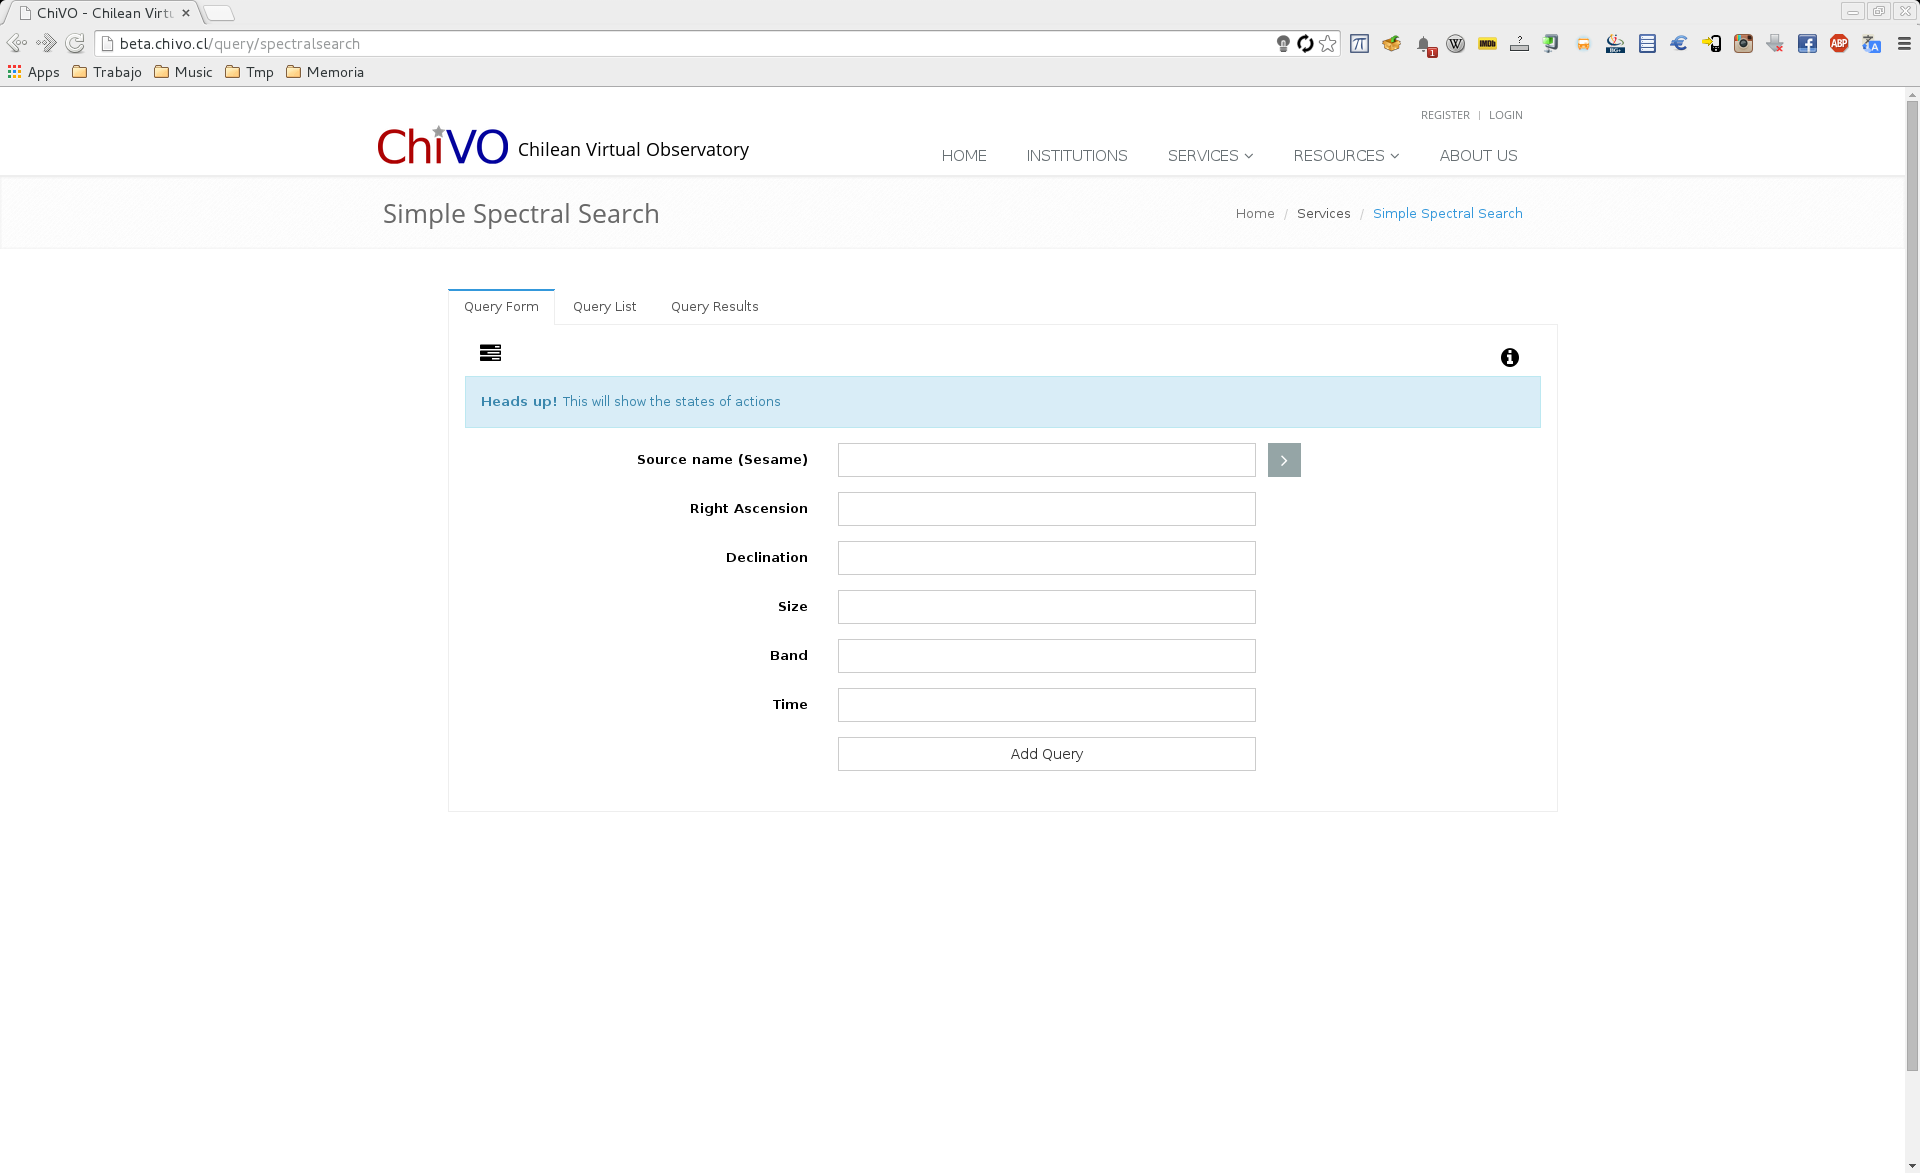 ChiVO - Chilean Virtu
beta.chivo.cl/query/spectralsearch
Apps Trabajo Music Tmp Memoria
REGISTER | LOGIN
ChiVO Chilean Virtual Observatory
HOME INSTITUTIONS SERVICES RESOURCES ABOUT US
Simple Spectral Search
Home / Services / Simple Spectral Search
Query Form Query List Query Results
Heads up! This will show the states of actions
Source name (Sesame)
Right Ascension
Declination
Size
Band
Time
Add Query